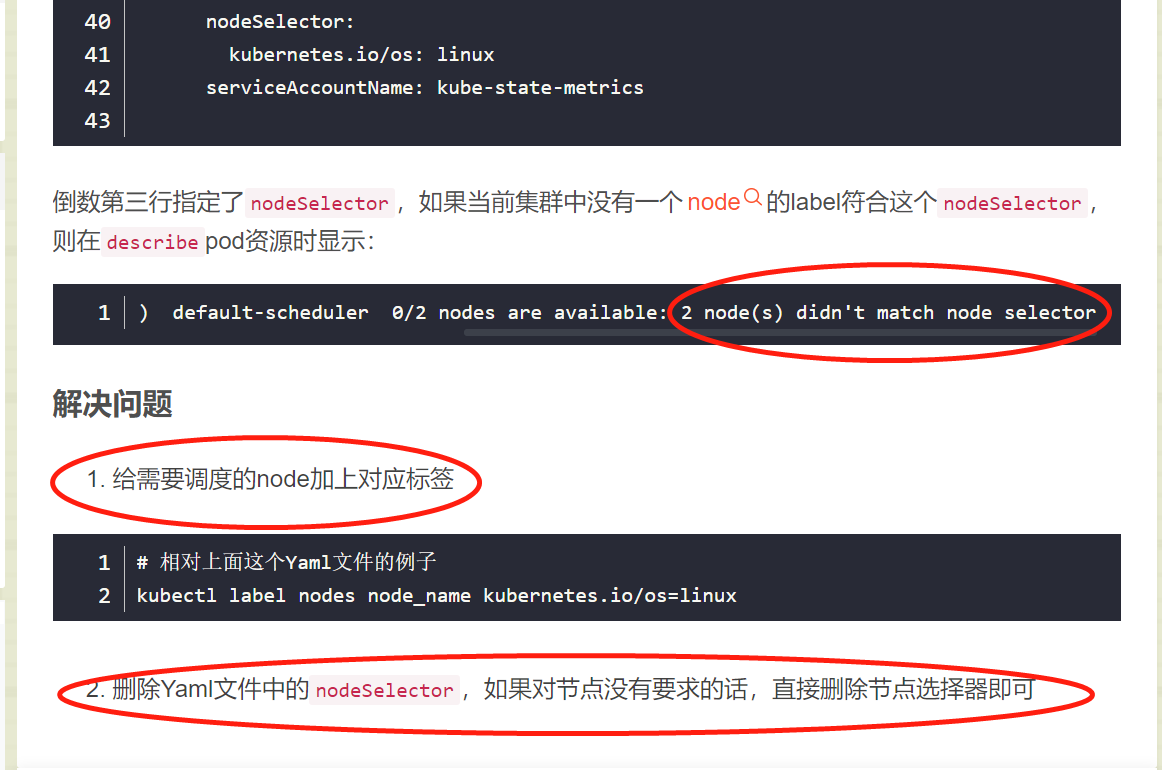 40 nodeSelector:
41 kubernetes.io/os: linux
42 serviceAccountName: kube-state-metrics
43
倒数第三行指定了nodeSelector，如果当前集群中没有一个node的label符合这个nodeSelector，
则在describe pod资源时显示：
1 ) default-scheduler 0/2 nodes are available: 2 node(s) didn't match node selector
解决问题
1. 给需要调度的node加上对应标签
1 # 相对上面这个Yaml文件的例子
2 kubectl label nodes node_name kubernetes.io/os=linux
2. 删除Yaml文件中的nodeSelector，如果对节点没有要求的话，直接删除节点选择器即可